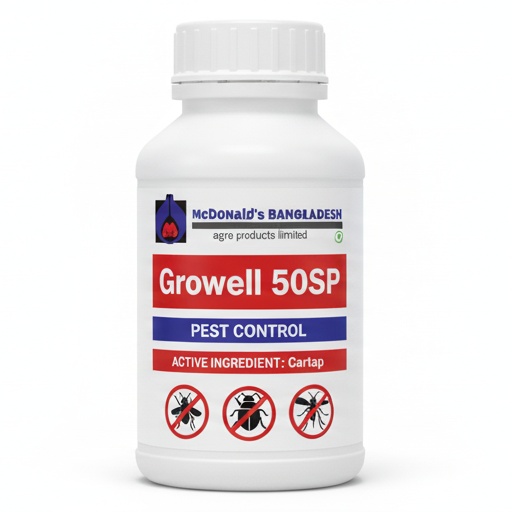 McDonald's BANGLADESH
agre products limited
Growell 50SP
PEST CONTROL
ACTIVE INGREDIENT: Cartap